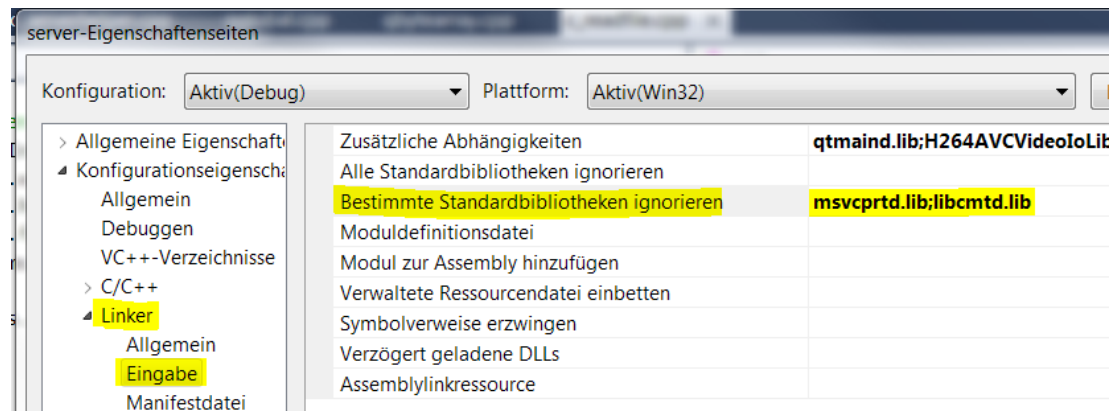 server-Eigenschaftenseiten
Konfiguration: Aktiv(Debug) Plattform: Aktiv(Win32)
Allgemeine Eigenschafte
Konfigurationseigenscha
Allgemein
Debuggen
VC++-Verzeichnisse
C/C++
Linker
Allgemein
Eingabe
Manifestdatei
Zusätzliche Abhängigkeiten qtmaind.lib;H264AVCVideoIoLib
Alle Standardbibliotheken ignorieren
Bestimmte Standardbibliotheken ignorieren msvcprtd.lib;libcmtd.lib
Moduldefinitionsdatei
Modul zur Assembly hinzufügen
Verwaltete Ressourcendatei einbetten
Symbolverweise erzwingen
Verzögert geladene DLLs
Assemblylinkressource